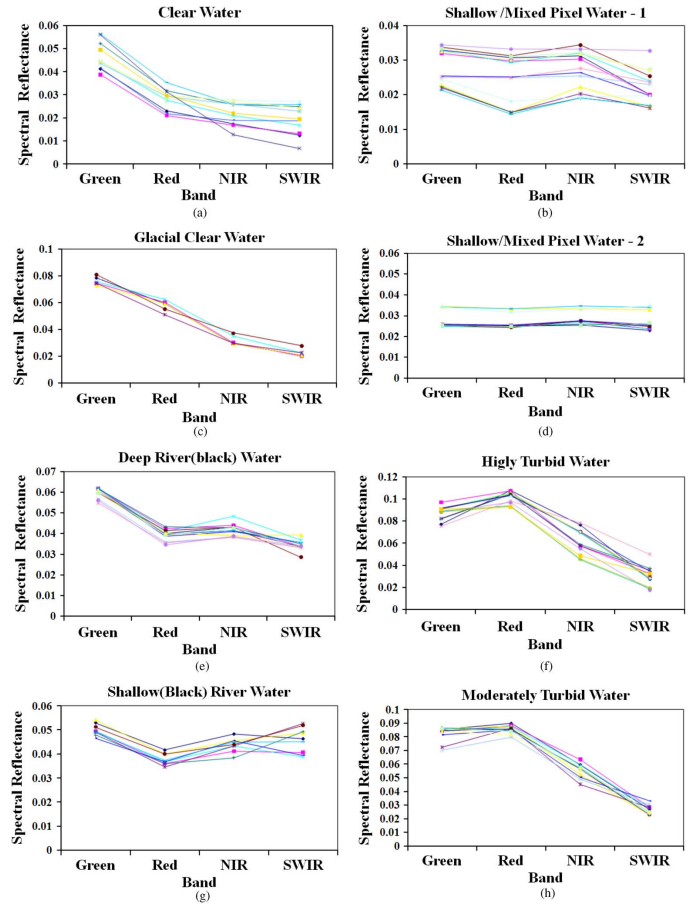 Clear Water
Spectral Reflectance
0.06
0.05
0.04
0.03
0.02
0.01
0
Green Red NIR SWIR
Band
(a)
Shallow /Mixed Pixel Water - 1
Spectral Reflectance
0.04
0.03
0.02
0.01
0
Green Red NIR SWIR
Band
(b)
Glacial Clear Water
Spectral Reflectance
0.1
0.08
0.06
0.04
0.02
0
Green Red NIR SWIR
Band
(c)
Shallow/Mixed Pixel Water - 2
Spectral Reflectance
0.06
0.05
0.04
0.03
0.02
0.01
0
Green Red NIR SWIR
Band
(d)
Deep River(black) Water
Spectral Reflectance
0.07
0.06
0.05
0.04
0.03
0.02
0.01
0
Green Red NIR SWIR
Band
(e)
Higly Turbid Water
Spectral Reflectance
0.12
0.1
0.08
0.06
0.04
0.02
0
Green Red NIR SWIR
Band
(f)
Shallow(Black) River Water
Spectral Reflectance
0.06
0.05
0.04
0.03
0.02
0.01
0
Green Red NIR SWIR
Band
(g)
Moderately Turbid Water
Spectral Reflectance
0.1
0.09
0.08
0.07
0.06
0.05
0.04
0.03
0.02
0.01
0
Green Red NIR SWIR
Band
(h)